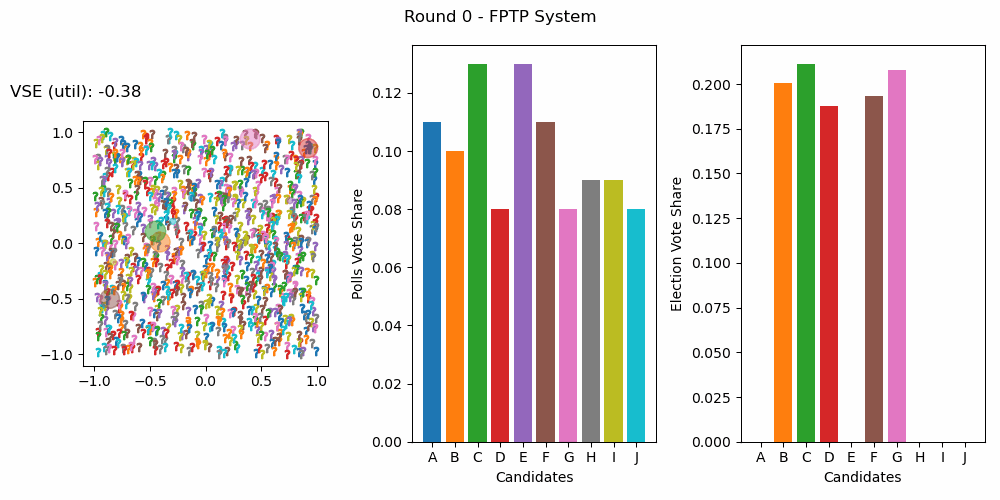 Round 0 - FPTP System
VSE (util): -0.38
1.0
0.5
0.0
−0.5
−1.0
−1.0 −0.5 0.0 0.5 1.0
Polls Vote Share
0.12
0.10
0.08
0.06
0.04
0.02
0.00
A B C D E F G H I J
Candidates
Election Vote Share
0.200
0.175
0.150
0.125
0.100
0.075
0.050
0.025
0.000
A B C D E F G H I J
Candidates